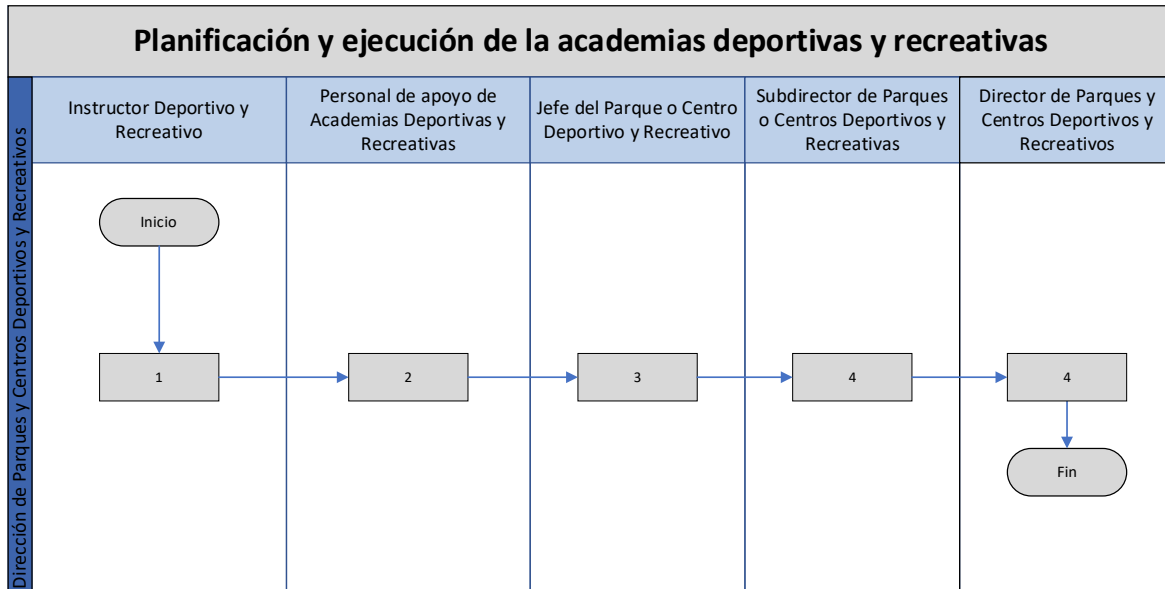 Planificación y ejecución de la academias deportivas y recreativas
Dirección de Parques y Centros Deportivos y Recreativos
Instructor Deportivo y
Recreativo
Personal de apoyo de
Academias Deportivas y
Recreativas
Jefe del Parque o Centro
Deportivo y Recreativo
Subdirector de Parques
o Centros Deportivos y
Recreativas
Director de Parques y
Centros Deportivos y
Recreativos
Inicio
1
2
3
4
4
Fin